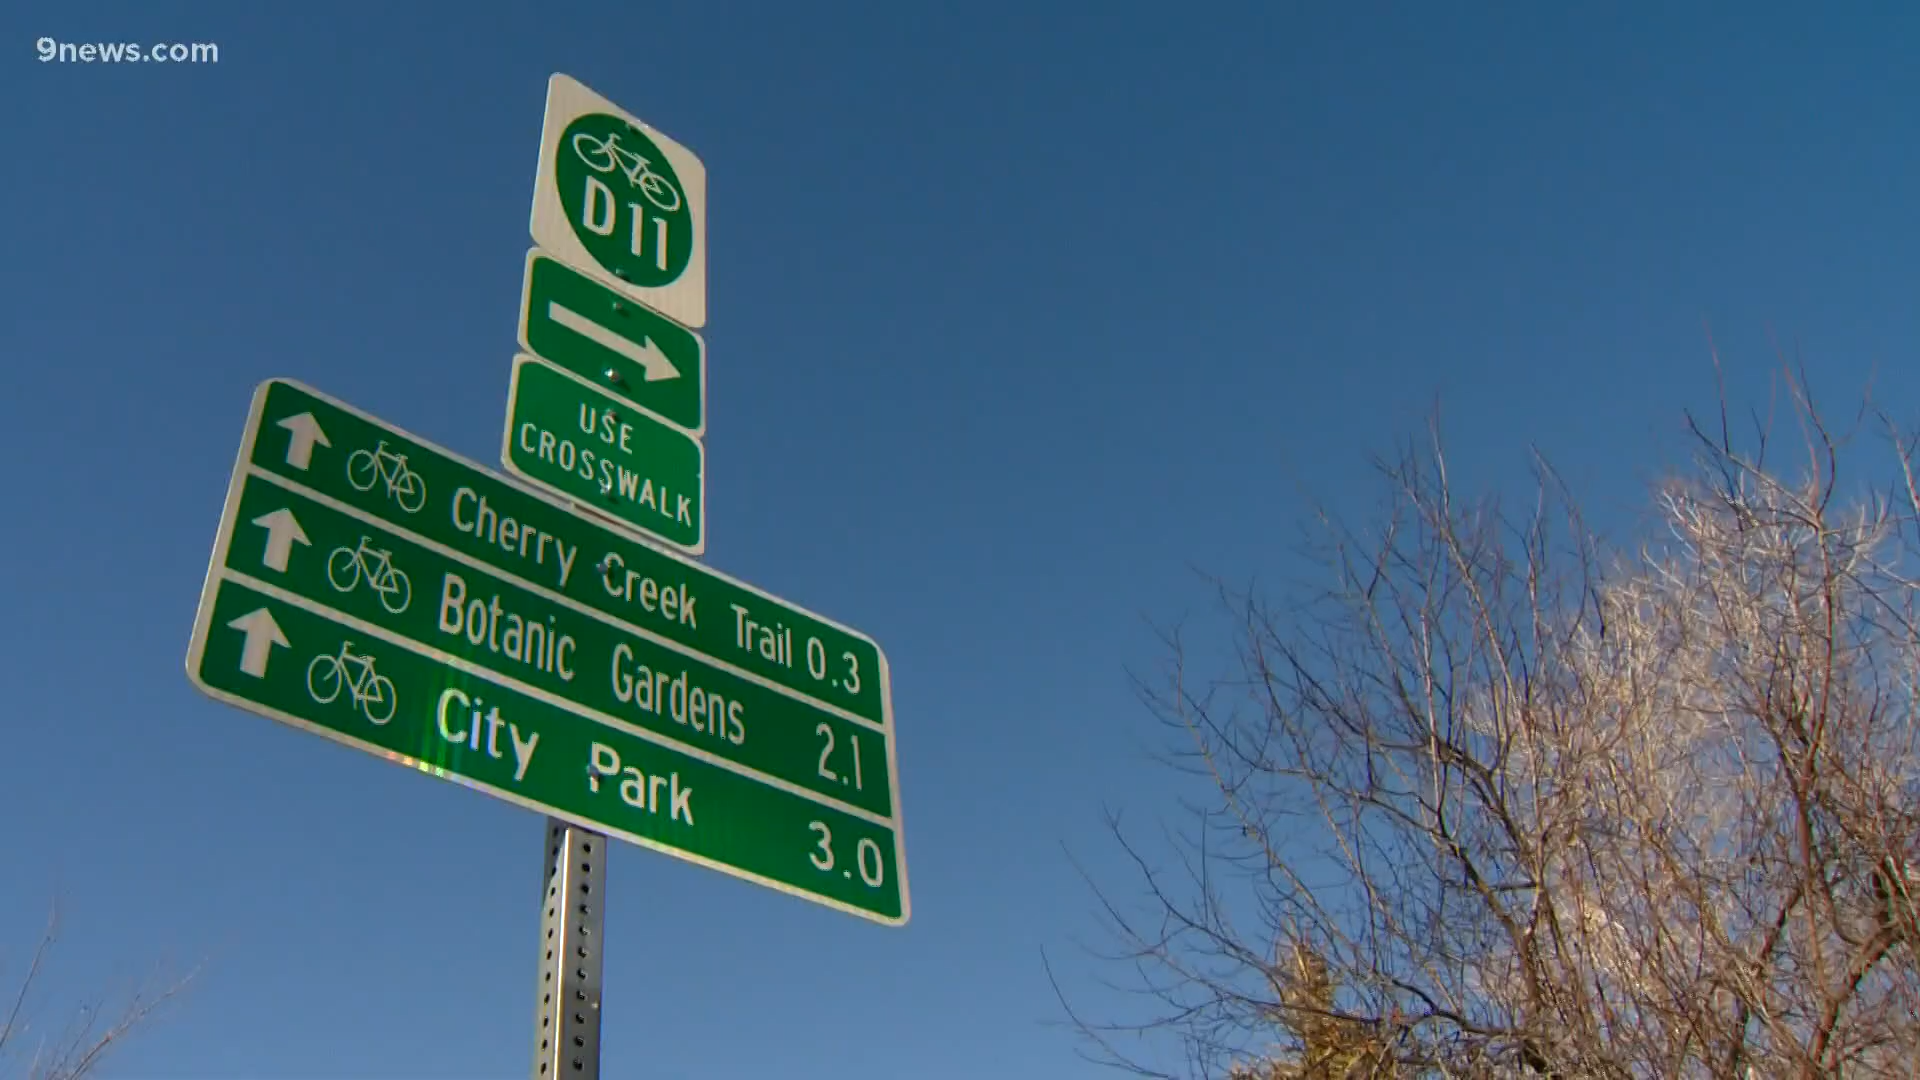 9news.com
D11
USE
CROSSWALK
Cherry Creek Trail 0.3
Botanic Gardens 2.1
City Park 3.0